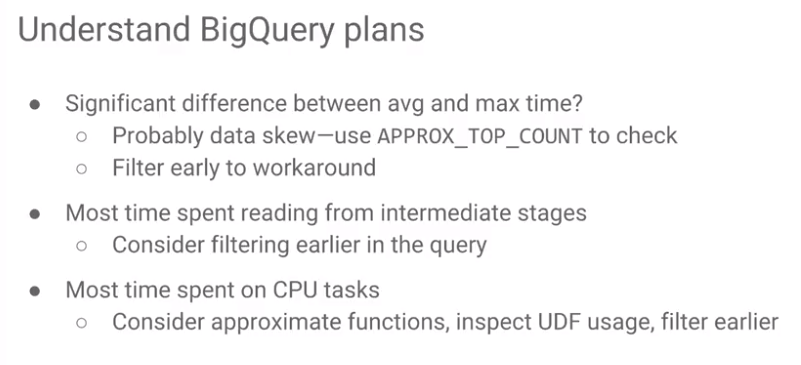 Understand BigQuery plans
● Significant difference between avg and max time?
○ Probably data skew—use APPROX_TOP_COUNT to check
○ Filter early to workaround
● Most time spent reading from intermediate stages
○ Consider filtering earlier in the query
● Most time spent on CPU tasks
○ Consider approximate functions, inspect UDF usage, filter earlier